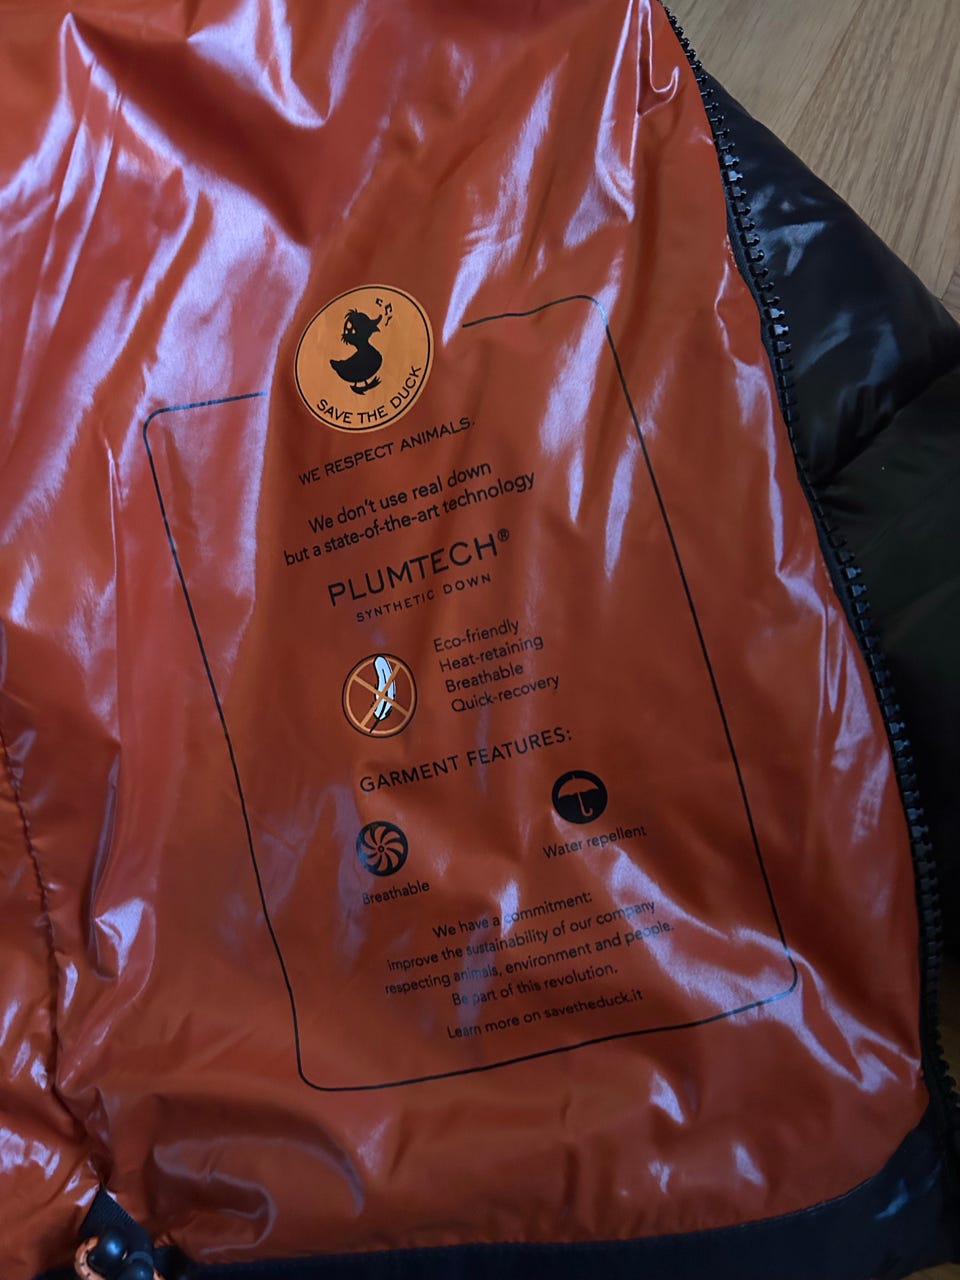 SAVE THE DUCK
WE RESPECT ANIMALS.
We don't use real down
but a state-of-the-art technology
PLUMTECH®
SYNTHETIC DOWN
Eco-friendly
Heat-retaining
Breathable
Quick-recovery
GARMENT FEATURES:
Breathable
Water repellent
We have a commitment:
improve the sustainability of our company
respecting animals, environment and people.
Be part of this revolution.
Learn more on savetheduck.it